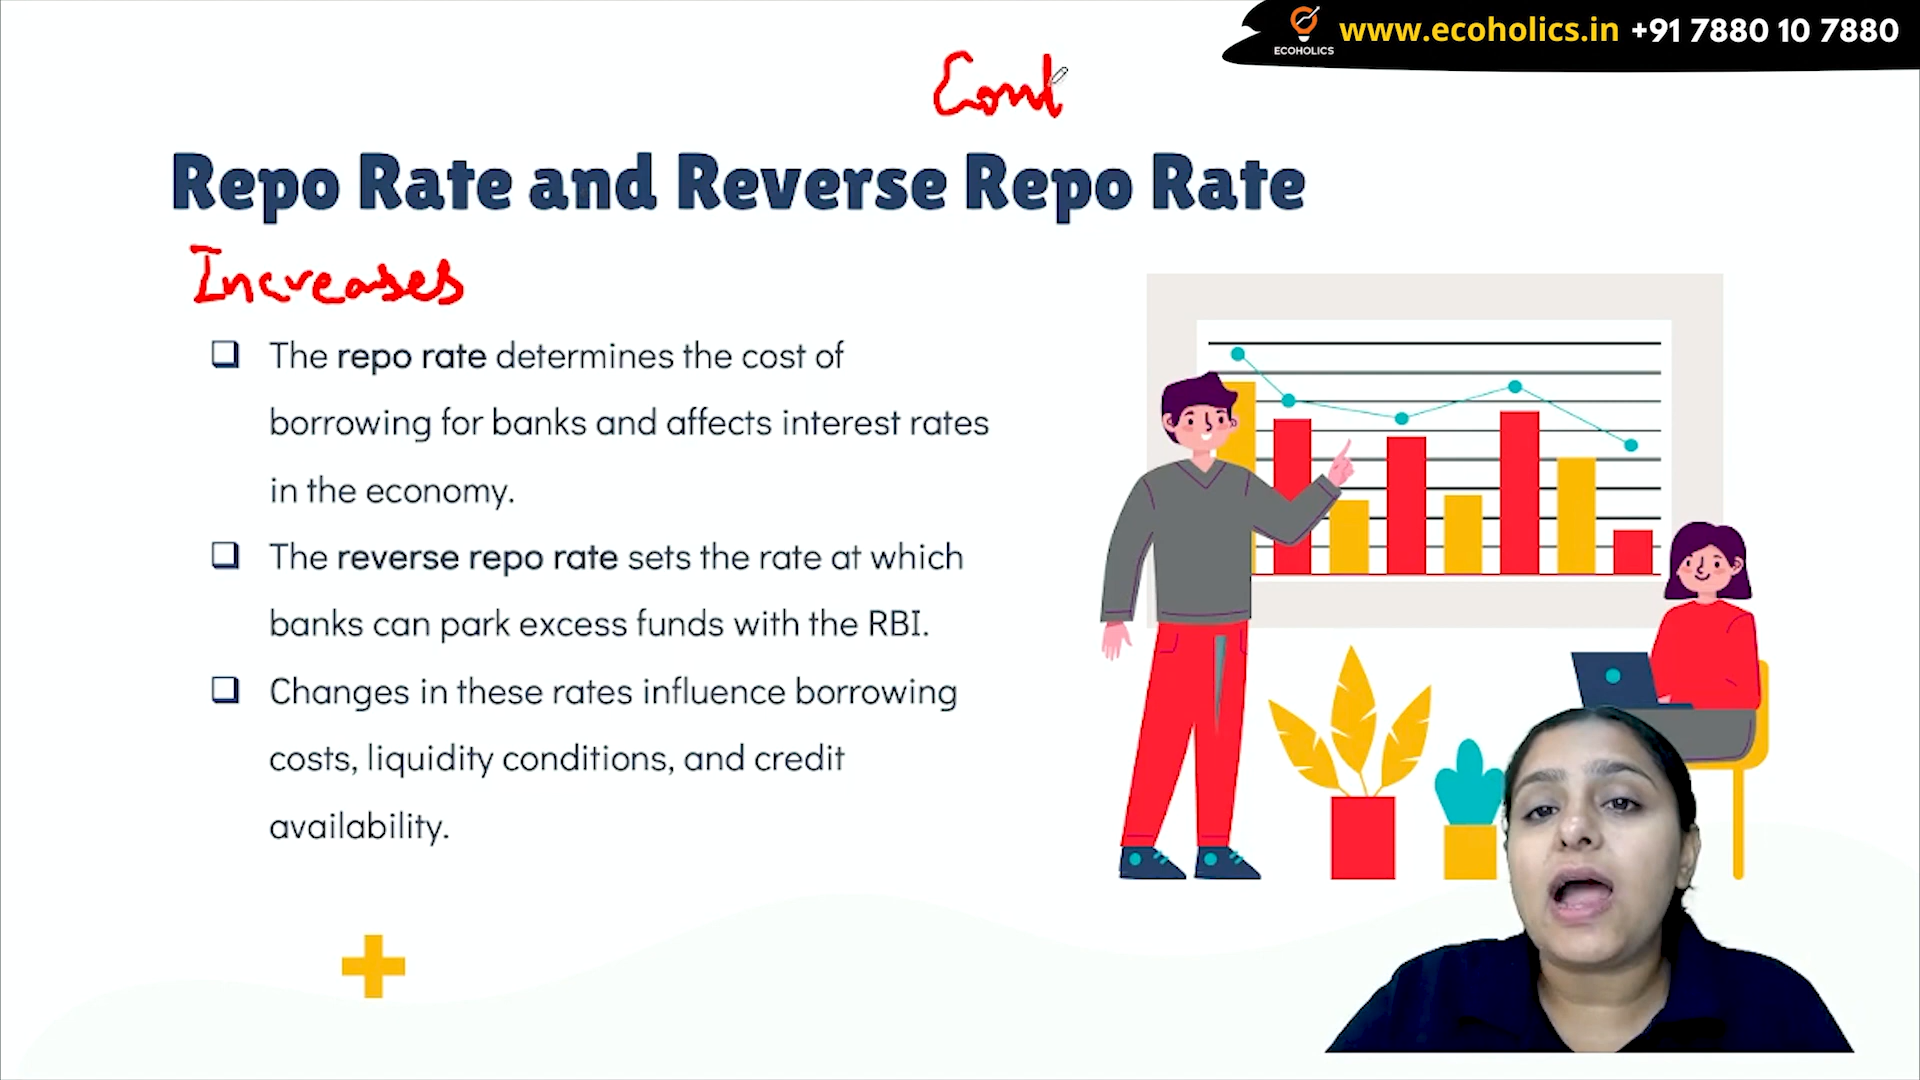 www.ecoholics.in +91 7880 10 7880
ECOHOLICS
Cont
Repo Rate and Reverse Repo Rate
Increases
❑ The repo rate determines the cost of
borrowing for banks and affects interest rates
in the economy.
❑ The reverse repo rate sets the rate at which
banks can park excess funds with the RBI.
❑ Changes in these rates influence borrowing
costs, liquidity conditions, and credit
availability.